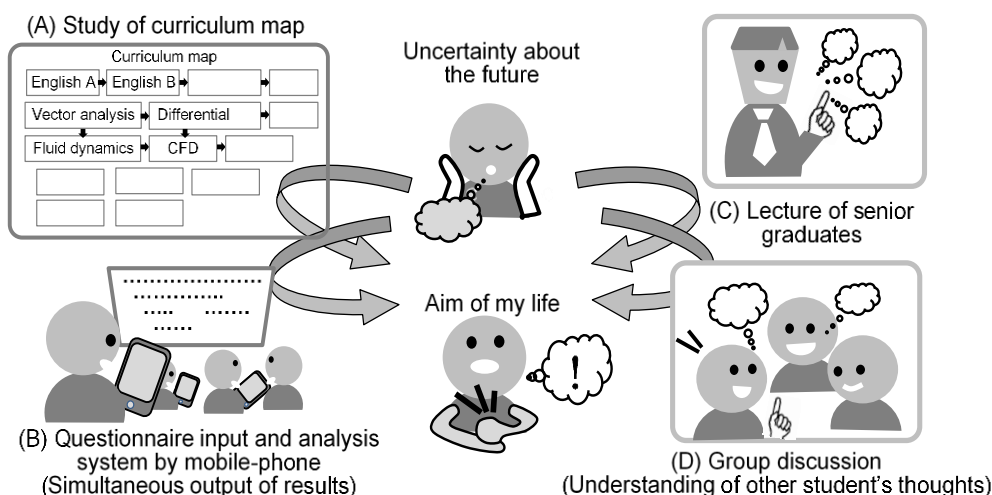 (A) Study of curriculum map
Curriculum map
English A
English B
Vector analysis
Differential
Fluid dynamics
CFD
Uncertainty about
the future
(C) Lecture of senior
graduates
Aim of my life
!
(B) Questionnaire input and analysis
system by mobile-phone
(Simultaneous output of results)
(D) Group discussion
(Understanding of other student's thoughts)